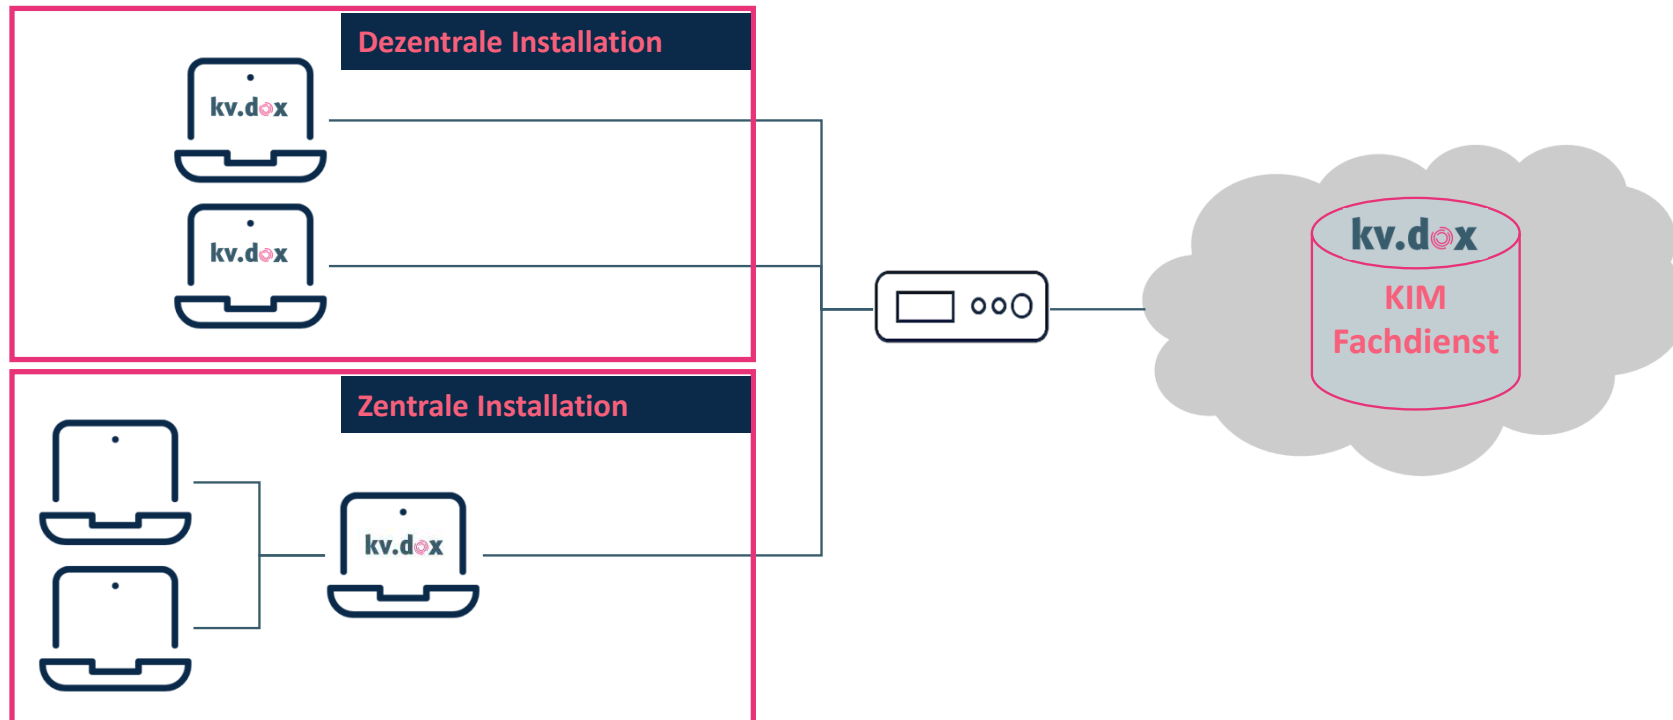 Dezentrale Installation
kv.dox
kv.dox
Zentrale Installation
kv.dox
kv.dox
KIM
Fachdienst